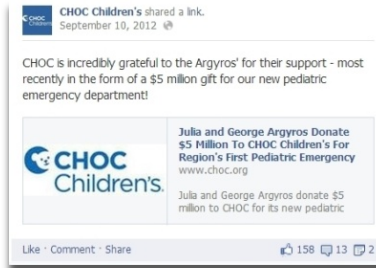 CHOC Children's shared a link.
September 10, 2012
CHOC is incredibly grateful to the Argyros' for their support - most
recently in the form of a $5 million gift for our new pediatric
emergency department!
Julia and George Argyros Donate
$5 Million To CHOC Children's For
Region's First Pediatric Emergency
www.choc.org
Julia and George Argyros donate $5
million to CHOC for its new pediatric
CHOC
Children's.
Like · Comment · Share
158 13 2